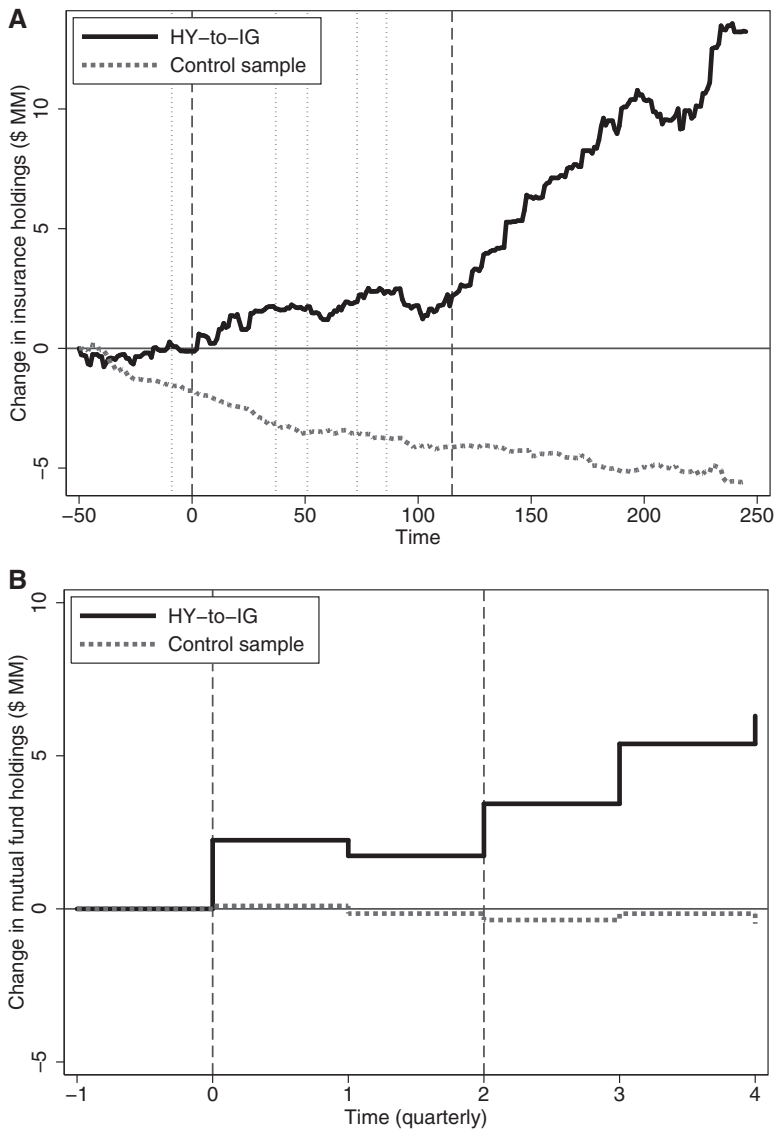 A
HY−to−IG
Control sample
Change in insurance holdings ($ MM)
10
5
0
−5
−50 0 50 100 150 200 250
Time
B
HY−to−IG
Control sample
Change in mutual fund holdings ($ MM)
10
5
0
−5
−1 0 1 2 3 4
Time (quarterly)